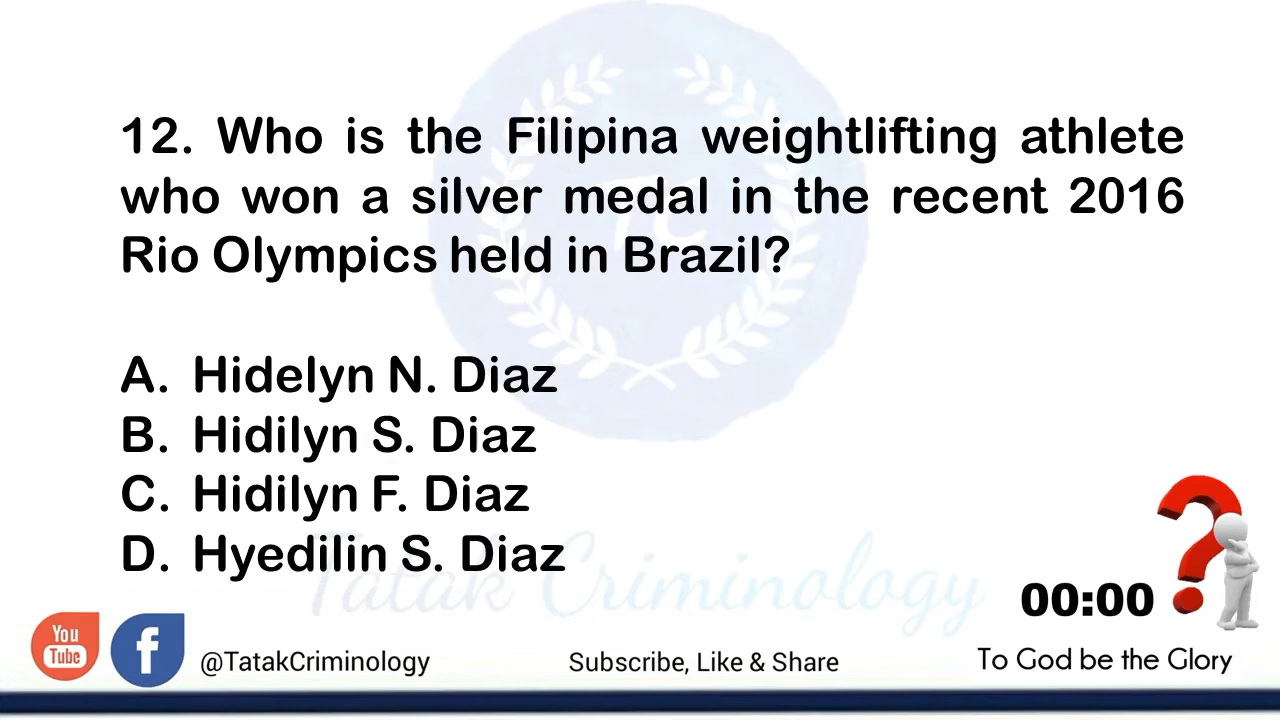 12. Who is the Filipina weightlifting athlete
who won a silver medal in the recent 2016
Rio Olympics held in Brazil?
A. Hidelyn N. Diaz
B. Hidilyn S. Diaz
C. Hidilyn F. Diaz
D. Hyedilin S. Diaz
Tatak Criminology
00:00
You
Tube
f
@TatakCriminology
Subscribe, Like & Share
To God be the Glory